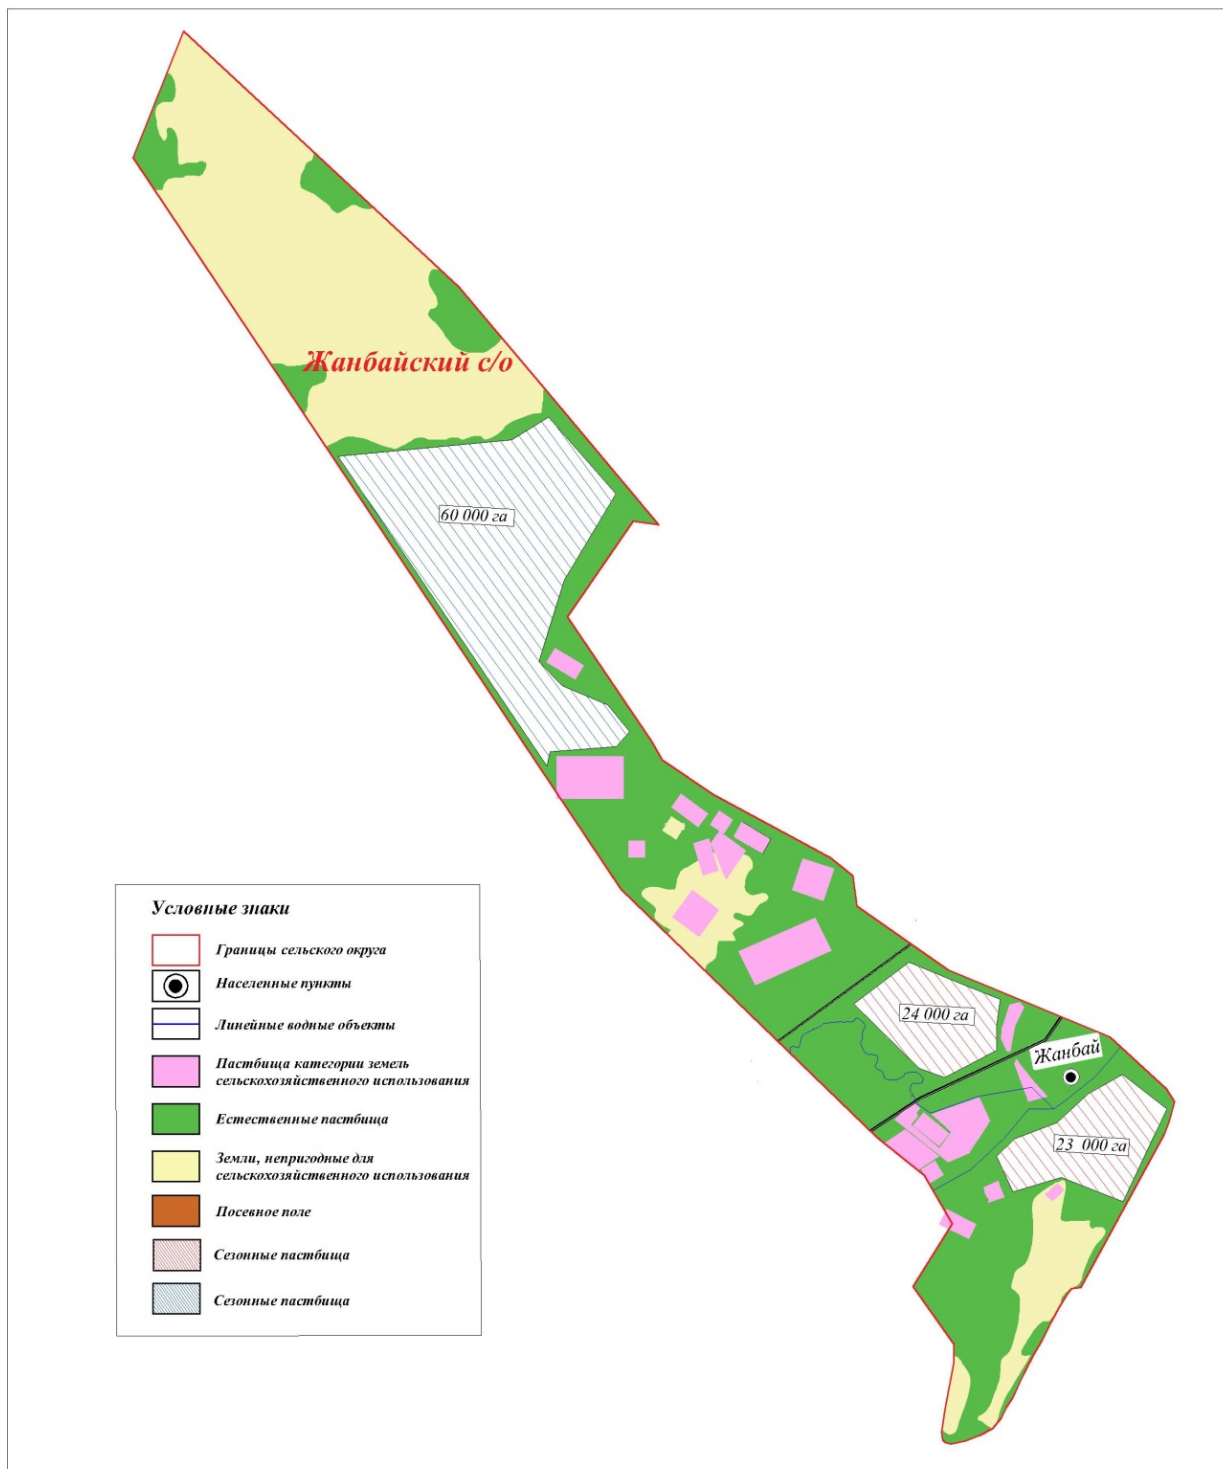 Жанбайский с/о
60 000 га
24 000 га
Жанбай
23 000 га
Условные знаки
Границы сельского округа
Населенные пункты
Линейные водные объекты
Пастбища категории земель
сельскохозяйственного использования
Естественные пастбища
Земли, непригодные для
сельскохозяйственного использования
Посевное поле
Сезонные пастбища
Сезонные пастбища